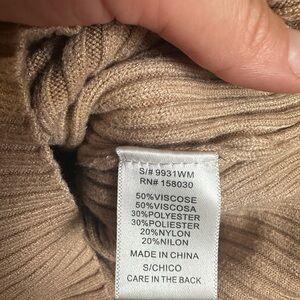 S/# 9931WM
RN# 158030
50%VISCOSE
50%VISCOSA
30%POLYESTER
30%POLIESTER
20%NYLON
20%NILON
MADE IN CHINA
S/CHICO
CARE IN THE BACK